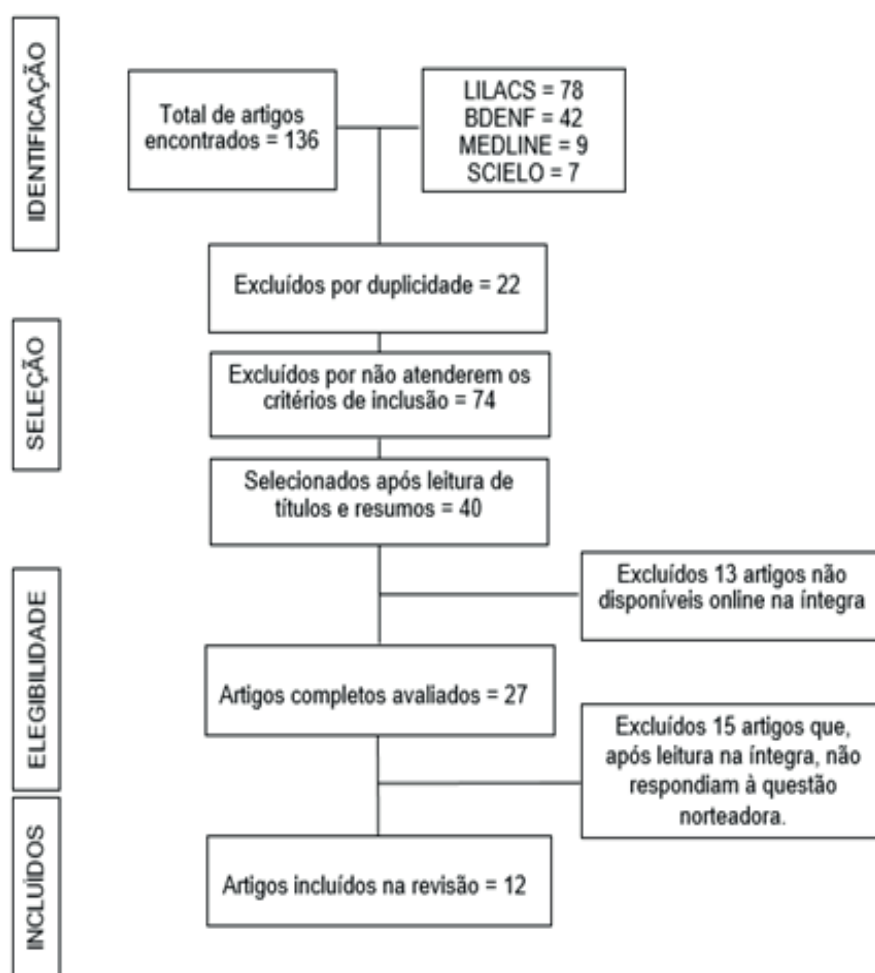 IDENTIFICAÇÃO
Total de artigos
encontrados = 136
LILACS = 78
BDENF = 42
MEDLINE = 9
SCIELO = 7
Excluídos por duplicidade = 22
SELEÇÃO
Excluídos por não atenderem os
critérios de inclusão = 74
Selecionados após leitura de
títulos e resumos = 40
ELEGIBILIDADE
Excluídos 13 artigos não
disponíveis online na íntegra
Artigos completos avaliados = 27
Excluídos 15 artigos que,
após leitura na íntegra, não
respondiam à questão
norteadora.
INCLUÍDOS
Artigos incluídos na revisão = 12